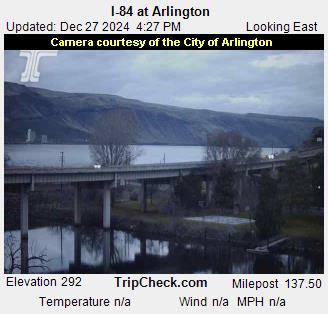 I-84 at Arlington
Updated: Dec 27 2024 4:27 PM Looking East
Camera courtesy of the City of Arlington
Elevation 292 TripCheck.com Milepost 137.50
Temperature n/a Wind n/a MPH n/a